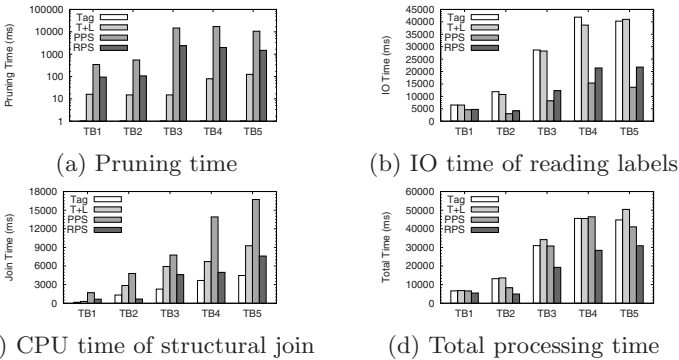 100000
10000
1000
100
10
1
Pruning Time (ms)
Tag
T+L
PPS
RPS
TB1 TB2 TB3 TB4 TB5
(a) Pruning time
45000
40000
35000
30000
25000
20000
15000
10000
5000
0
IO Time (ms)
Tag
T+L
PPS
RPS
TB1 TB2 TB3 TB4 TB5
(b) IO time of reading labels
18000
15000
12000
9000
6000
3000
0
Join Time (ms)
Tag
T+L
PPS
RPS
TB1 TB2 TB3 TB4 TB5
) CPU time of structural join
60000
50000
40000
30000
20000
10000
0
Total Time (ms)
Tag
T+L
PPS
RPS
TB1 TB2 TB3 TB4 TB5
(d) Total processing time